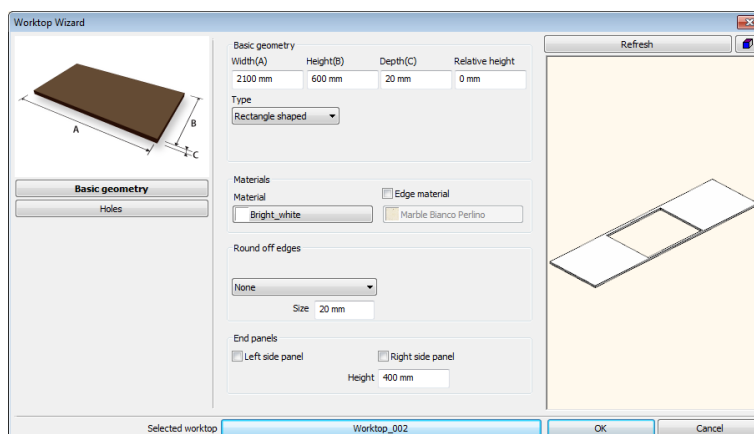 Worktop Wizard
A
B
C
Basic geometry
Holes
Basic geometry
Width(A) Height(B) Depth(C) Relative height
2100 mm 600 mm 20 mm 0 mm
Type
Rectangle shaped
Materials
Material Edge material
Bright_white Marble Bianco Perlino
Round off edges
None
Size 20 mm
End panels
Left side panel Right side panel
Height 400 mm
Refresh
Selected worktop Worktop_002 OK Cancel